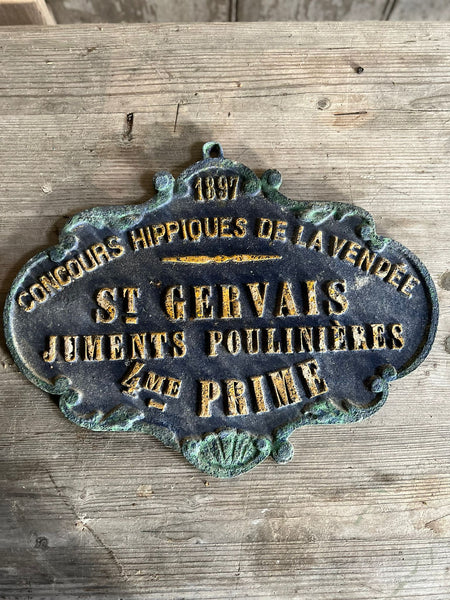 1897
CONCOURS HIPPIQUES DE LA VENDÉE
ST GERVAIS
JUMENTS POULINIÈRES
4ME PRIME